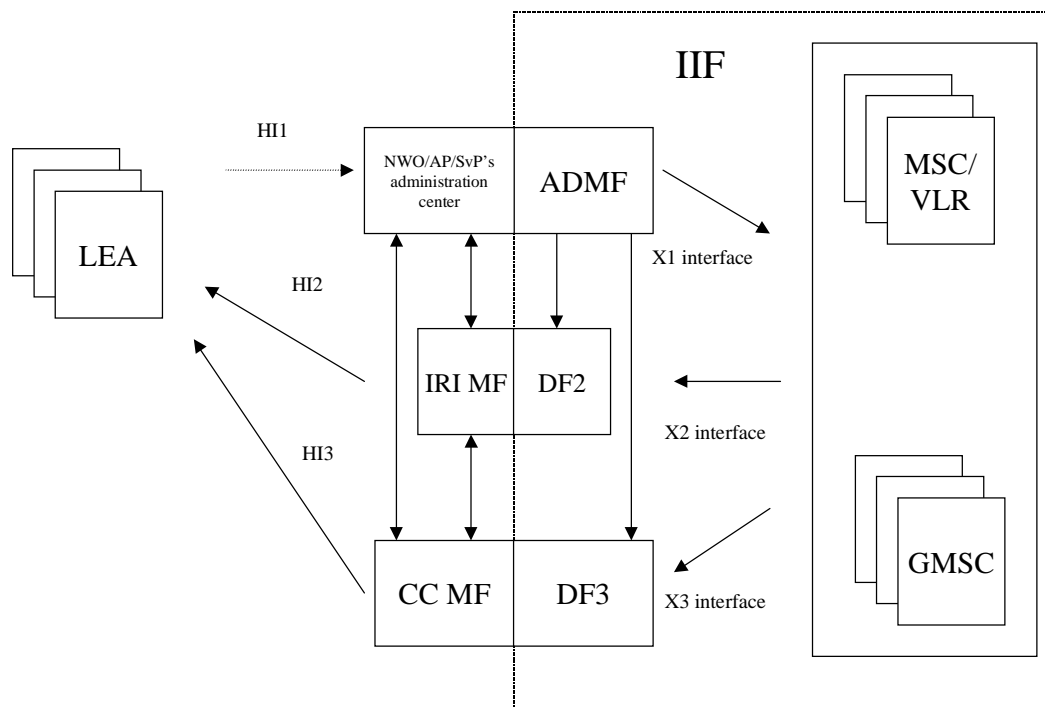 IIF
HI1
NWO/AP/SvP's
administration
center
ADMF
MSC/
VLR
LEA
X1 interface
HI2
IRI MF
DF2
X2 interface
HI3
GMSC
CC MF
DF3
X3 interface